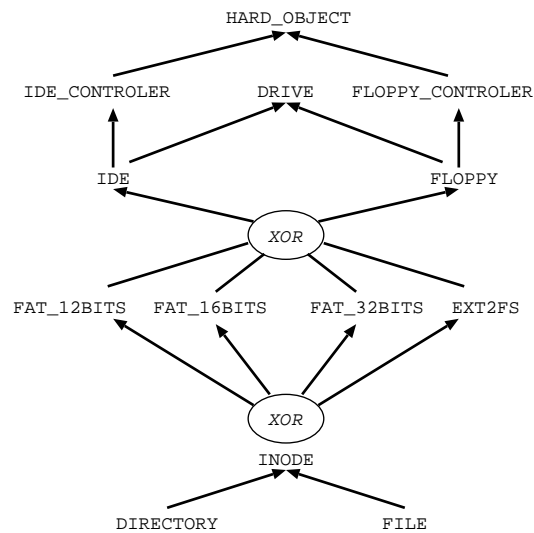 HARD_OBJECT
IDE_CONTROLER DRIVE FLOPPY_CONTROLER
IDE FLOPPY
XOR
FAT_12BITS FAT_16BITS FAT_32BITS EXT2FS
XOR
INODE
DIRECTORY FILE